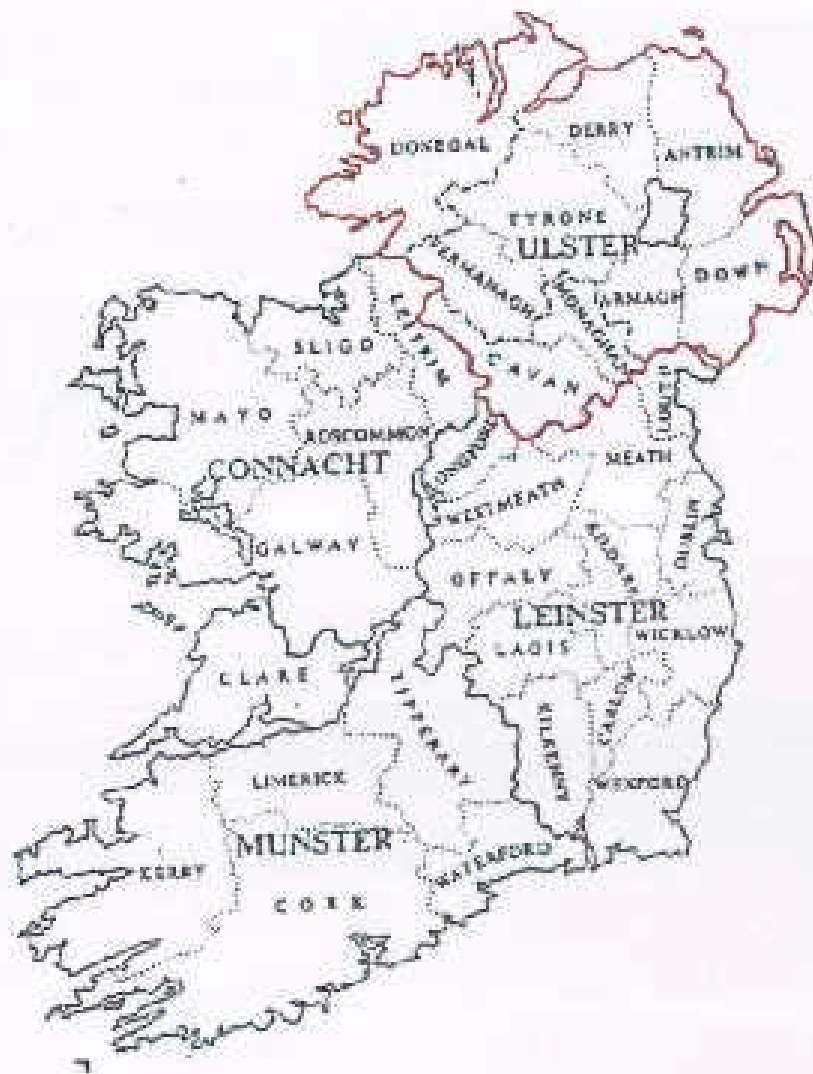 DERRY
DONEGAL
ANTRIM
TYRONE
ULSTER
FERMANAGH
DOWN
MONAGHAN
ARMAGH
LEITRIM
SLIGO
CAVAN
LOUTH
MAYO
ROSCOMMON
LONGFORD
MEATH
CONNACHT
WESTMEATH
DUBLIN
GALWAY
KILDARE
OFFALY
LEINSTER
WICKLOW
LAOIS
CLARE
TIPPERARY
CARLOW
KILKENNY
LIMERICK
WEXFORD
MUNSTER
WATERFORD
KERRY
CORK